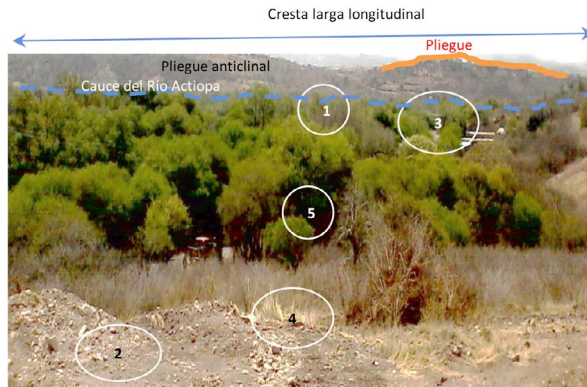 Cresta larga longitudinal
Pliegue
Pliegue anticlinal
Cauce del Río Actiopa
1
3
5
4
2